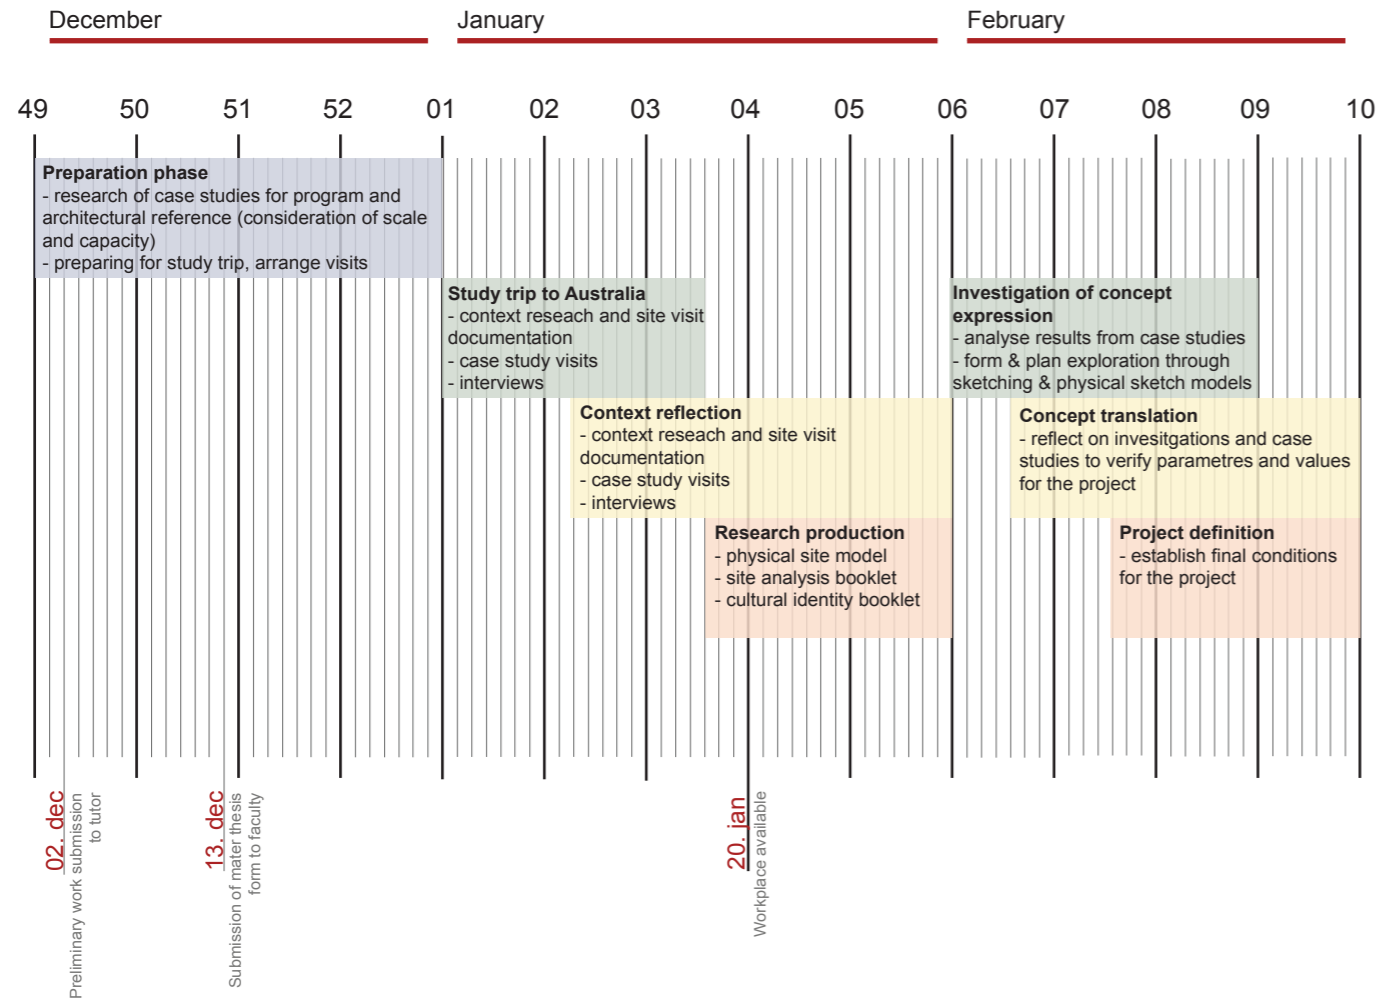 December
January
February
49 50 51 52 01 02 03 04 05 06 07 08 09 10
Preparation phase
- research of case studies for program and
architectural reference (consideration of scale
and capacity)
- preparing for study trip, arrange visits
Study trip to Australia
- context reseach and site visit
documentation
- case study visits
- interviews
Investigation of concept
expression
- analyse results from case studies
- form & plan exploration through
sketching & physical sketch models
Context reflection
- context reseach and site visit
documentation
- case study visits
- interviews
Concept translation
- reflect on invesitgations and case
studies to verify parametres and values
for the project
Research production
- physical site model
- site analysis booklet
- cultural identity booklet
Project definition
- establish final conditions
for the project
02. dec
Preliminary work submission
to tutor
13. dec
Submission of mater thesis
form to faculty
20. jan
Workplace available